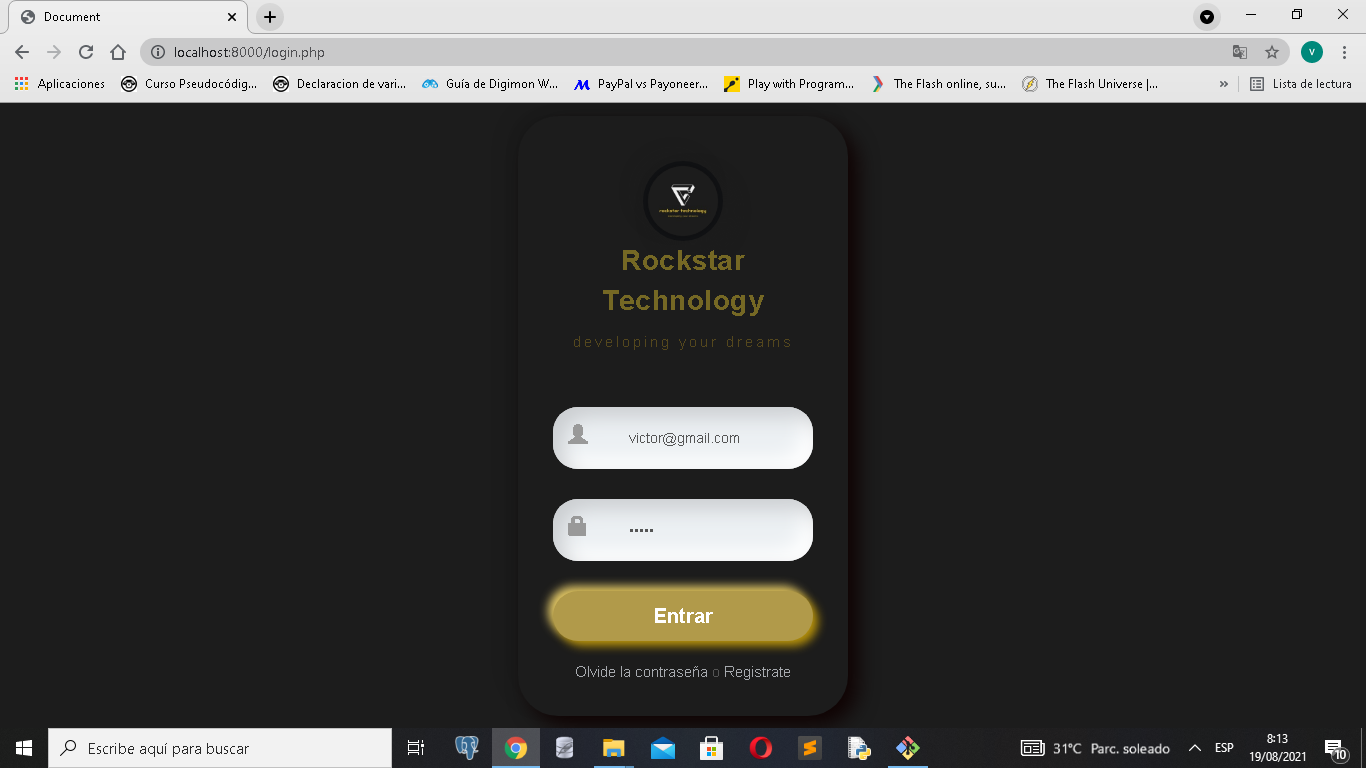 Document
localhost:8000/login.php
V
Aplicaciones
Curso Pseudocódig...
Declaracion de vari...
Guía de Digimon W...
PayPal vs Payoneer...
Play with Program...
The Flash online, su...
The Flash Universe |...
»
Lista de lectura
rockstar technology
Rockstar
Technology
developing your dreams
victor@gmail.com
•••••
Entrar
Olvide la contraseña o Registrate
Escribe aquí para buscar
31°C Parc. soleado
ESP
8:13
19/08/2021
10